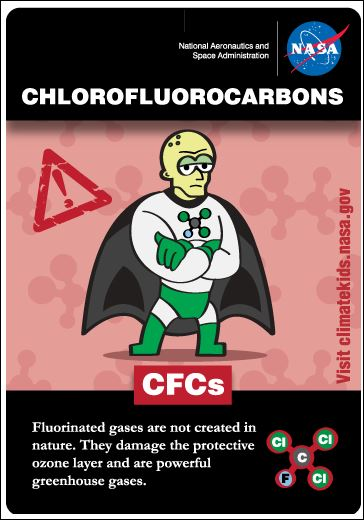 National Aeronautics and
Space Administration
NASA
CHLOROFLUOROCARBONS
!
Visit climatekids.nasa.gov
CFCs
Fluorinated gases are not created in
nature. They damage the protective
ozone layer and are powerful
greenhouse gases.
Cl
Cl
C
F
Cl